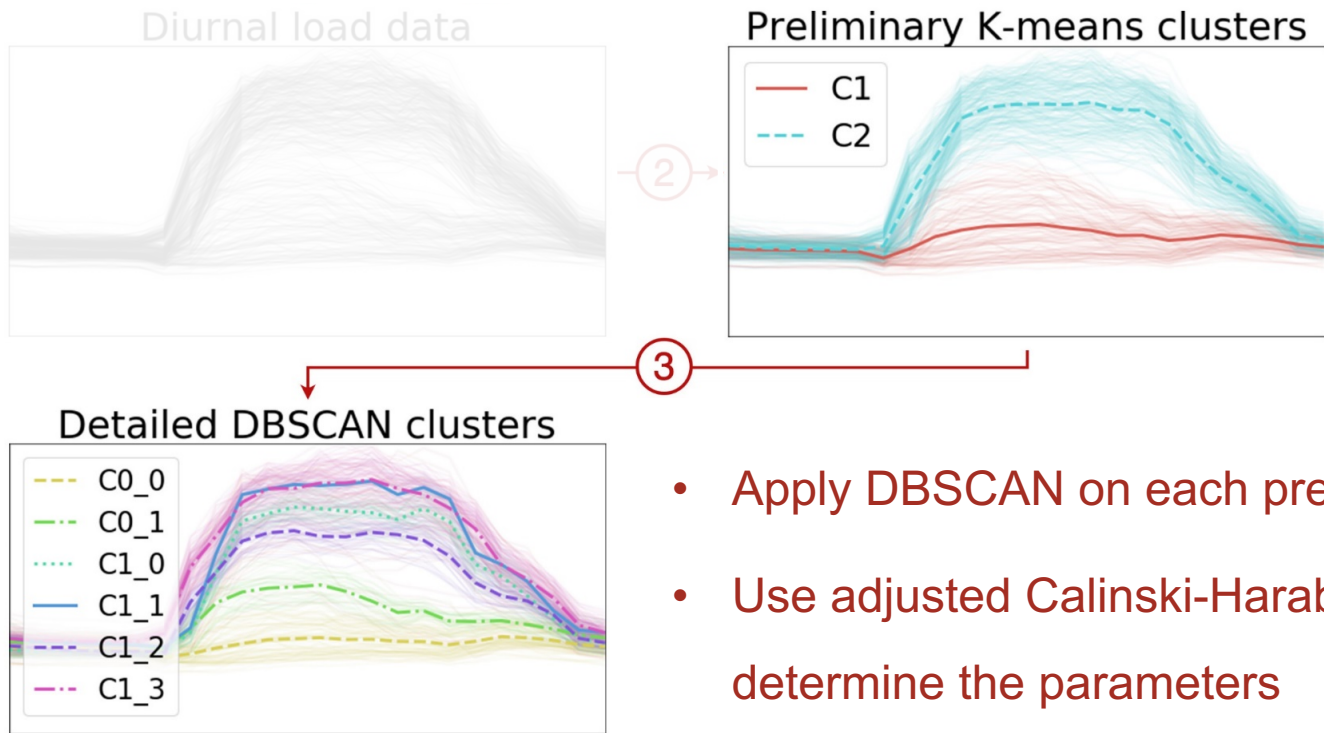 Diurnal load data
Preliminary K-means clusters
C1
C2
2
3
Detailed DBSCAN clusters
C0_0
C0_1
C1_0
C1_1
C1_2
C1_3
• Apply DBSCAN on each pre
• Use adjusted Calinski-Harab
determine the parameters